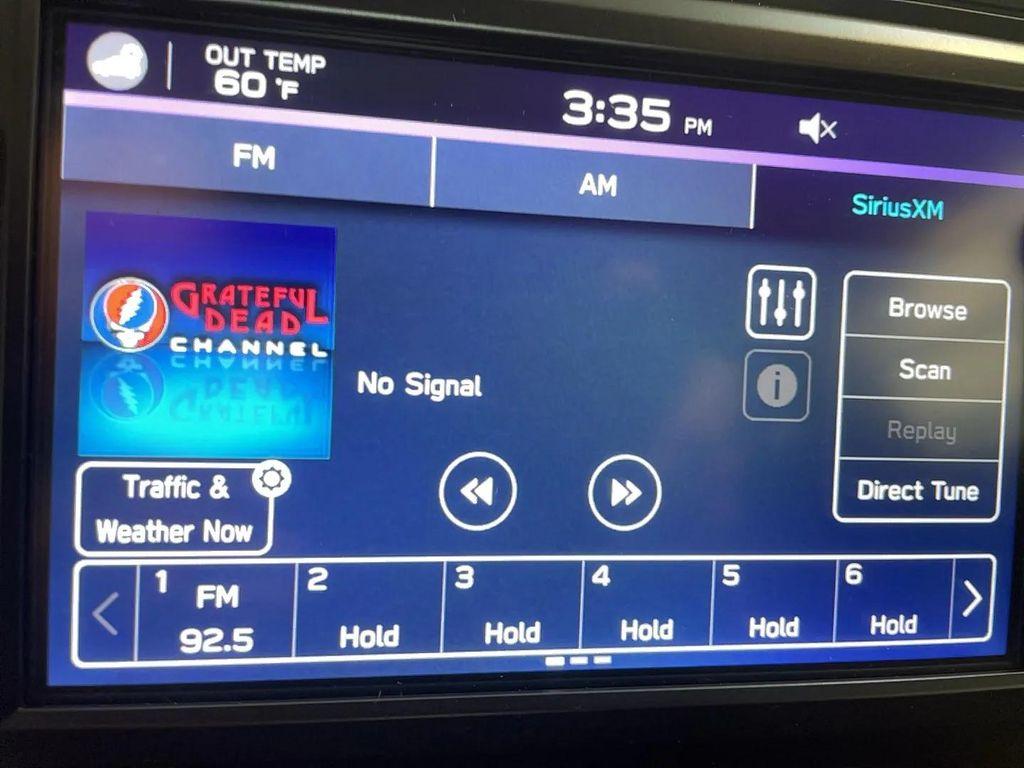 OUT TEMP
60 °F
3:35 PM
FM
AM
SiriusXM
GRATEFUL
DEAD
CHANNEL
No Signal
i
Browse
Scan
Replay
Direct Tune
Traffic &
Weather Now
1
FM
92.5
2
Hold
3
Hold
4
Hold
5
Hold
6
Hold